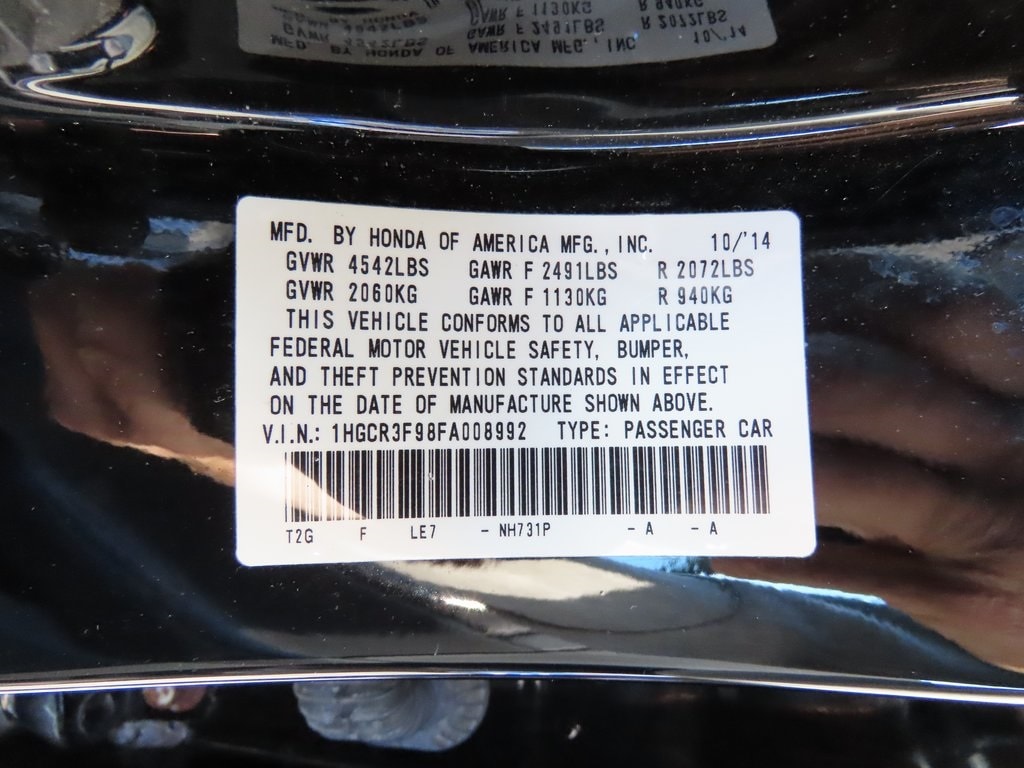 MFD. BY HONDA OF AMERICA MFG., INC. 10/'14
GVWR 4542LBS GAWR F 2491LBS R 2072LBS
GVWR 2060KG GAWR F 1130KG R 940KG
THIS VEHICLE CONFORMS TO ALL APPLICABLE
FEDERAL MOTOR VEHICLE SAFETY, BUMPER,
AND THEFT PREVENTION STANDARDS IN EFFECT
ON THE DATE OF MANUFACTURE SHOWN ABOVE.
V.I.N.: 1HGCR3F98FA008992 TYPE: PASSENGER CAR
T2G F LE7 - NH731P - A - A